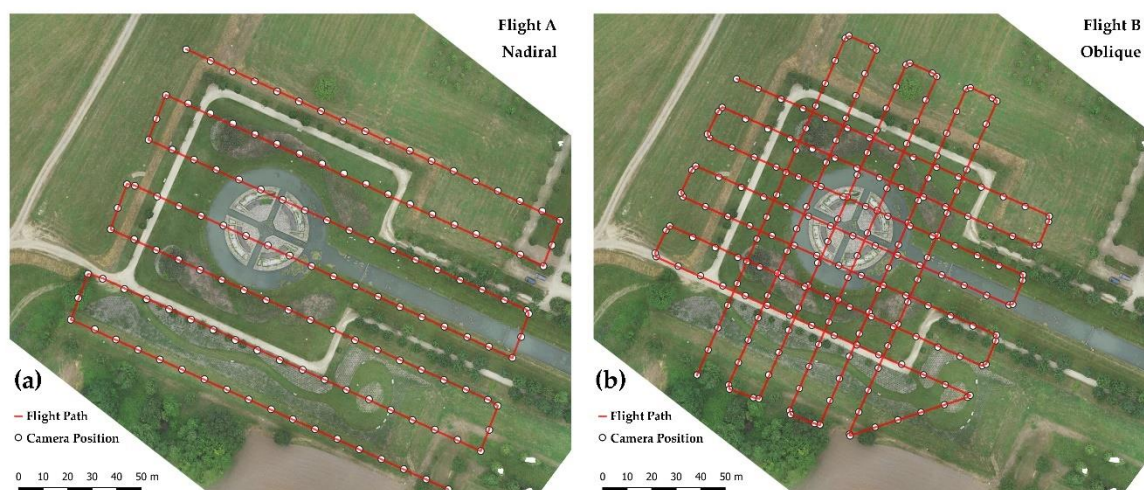 Flight A
Nadiral
(a)
Flight Path
Camera Position
0 10 20 30 40 50 m
Flight B
Oblique
(b)
Flight Path
Camera Position
0 10 20 30 40 50 m